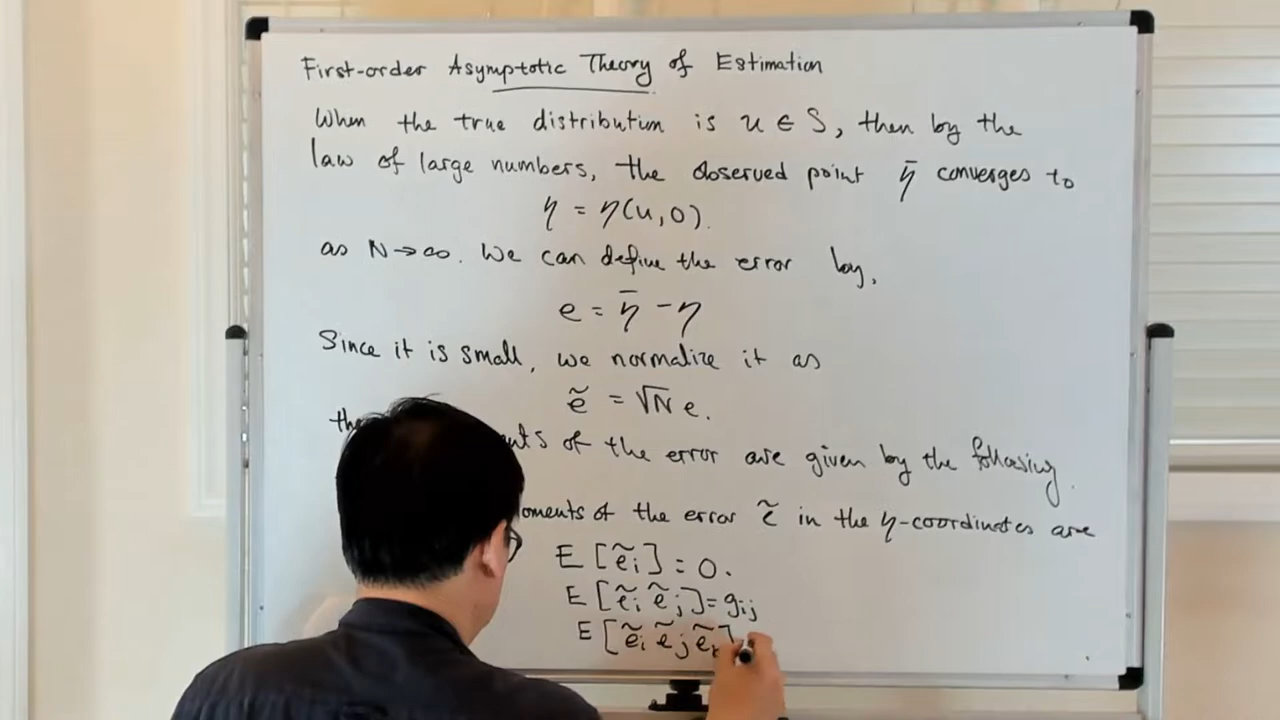 First-order Asymptotic Theory of Estimation
When the true distribution is u ∈ S, then by the
law of large numbers, the observed point η̄ converges to
η = η(u,0).
as N→∞. We can define the error by,
e = η̄ - η
Since it is small, we normalize it as
ẽ = √N e.
of the error are given by the following.
of the error ẽ in the η-coordinates are
E[ẽi] = 0.
E[ẽi ẽj] = gij
E[ẽi ẽj ẽk]